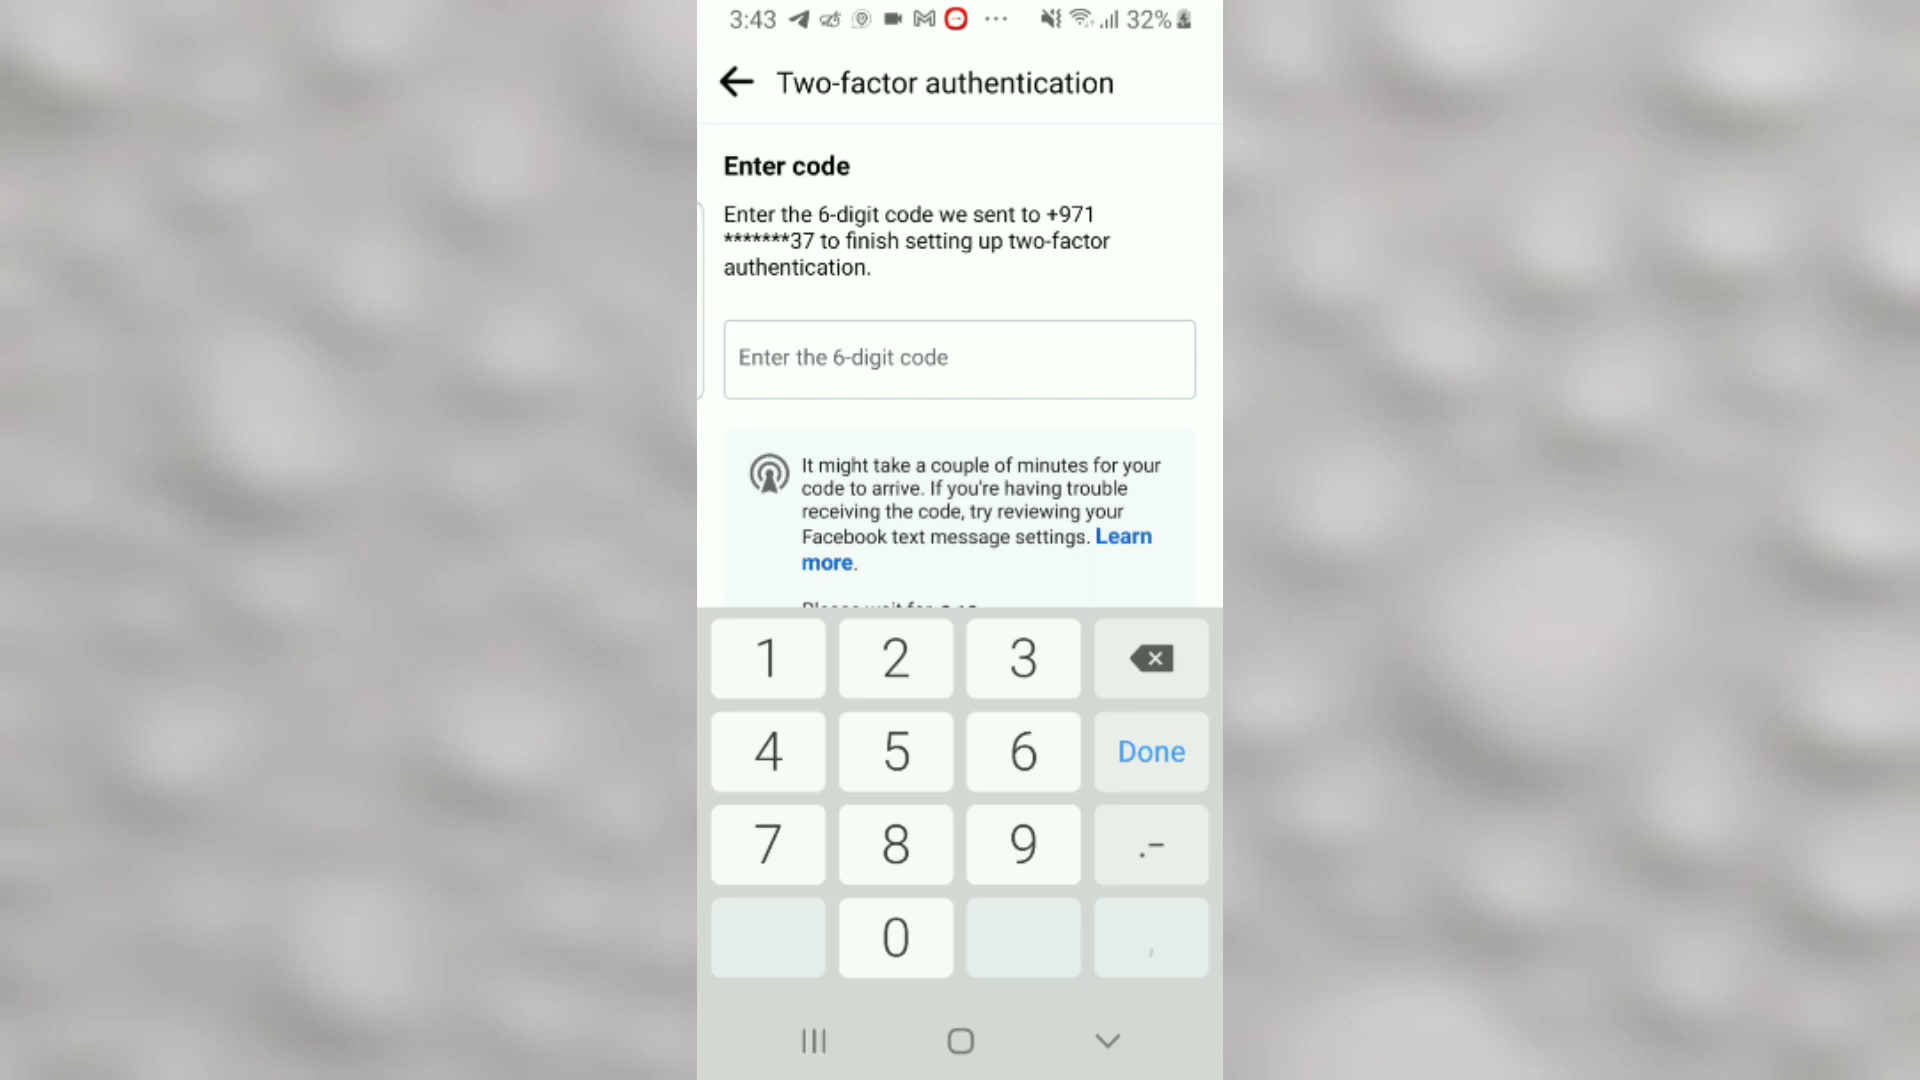 3:43 32%
Two-factor authentication
Enter code
Enter the 6-digit code we sent to +971
*******37 to finish setting up two-factor
authentication.
Enter the 6-digit code
It might take a couple of minutes for your
code to arrive. If you're having trouble
receiving the code, try reviewing your
Facebook text message settings. Learn
more.
Please wait for
1 2 3
4 5 6 Done
7 8 9 .-
0 ,